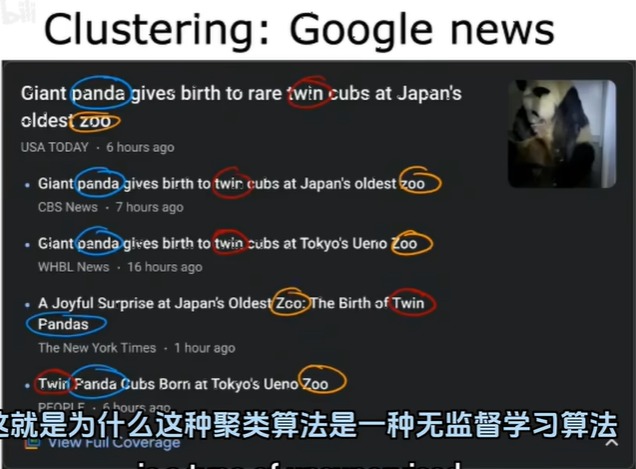 bili
Clustering: Google news
Giant panda gives birth to rare twin cubs at Japan's
oldest zoo
USA TODAY · 6 hours ago
• Giant panda gives birth to twin cubs at Japan's oldest zoo
CBS News · 7 hours ago
• Giant panda gives birth to twin cubs at Tokyo's Ueno Zoo
WHBL News · 16 hours ago
• A Joyful Surprise at Japan's Oldest Zoo: The Birth of Twin
Pandas
The New York Times · 1 hour ago
• Twin Panda Cubs Born at Tokyo's Ueno Zoo
PEOPLE · 6 hours ago
这就是为什么这种聚类算法是一种无监督学习算法
View Full Coverage